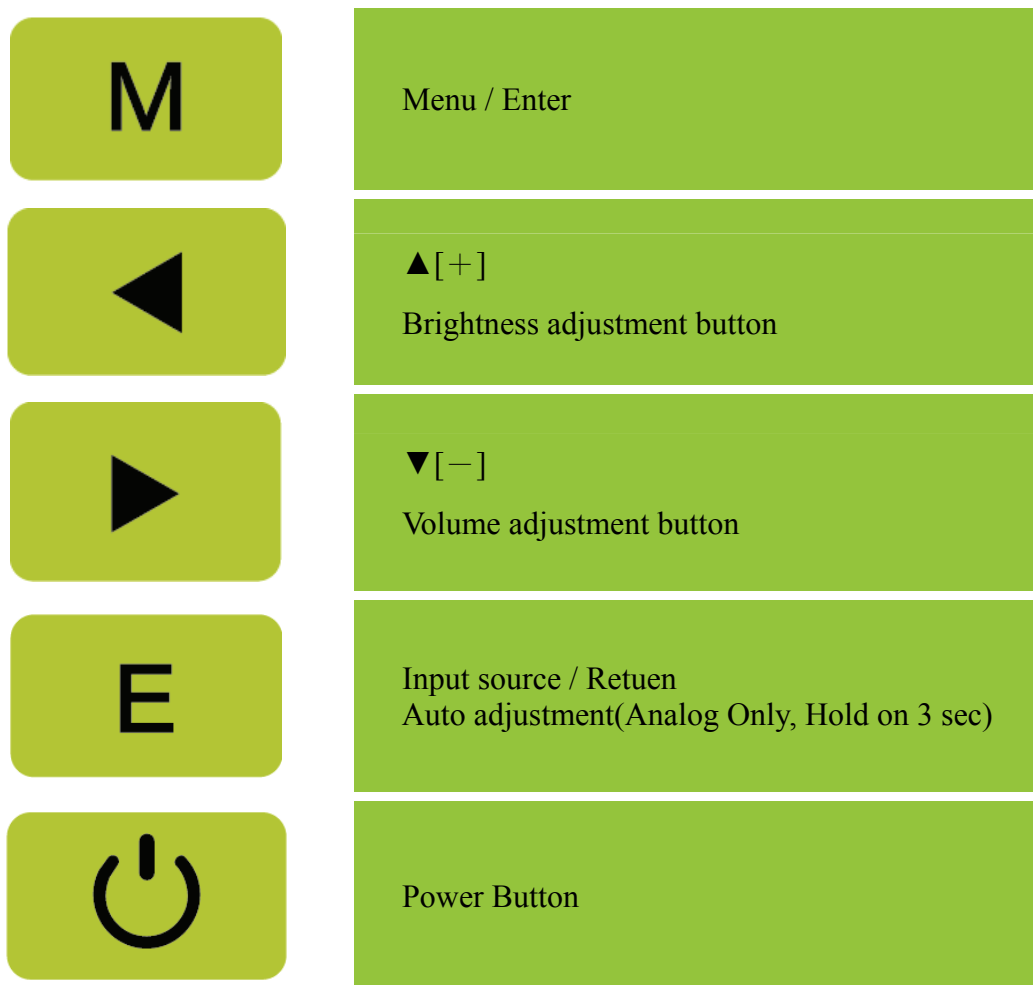 M
Menu / Enter
▲[+]
Brightness adjustment button
▼[−]
Volume adjustment button
E
Input source / Retuen
Auto adjustment(Analog Only, Hold on 3 sec)
Power Button